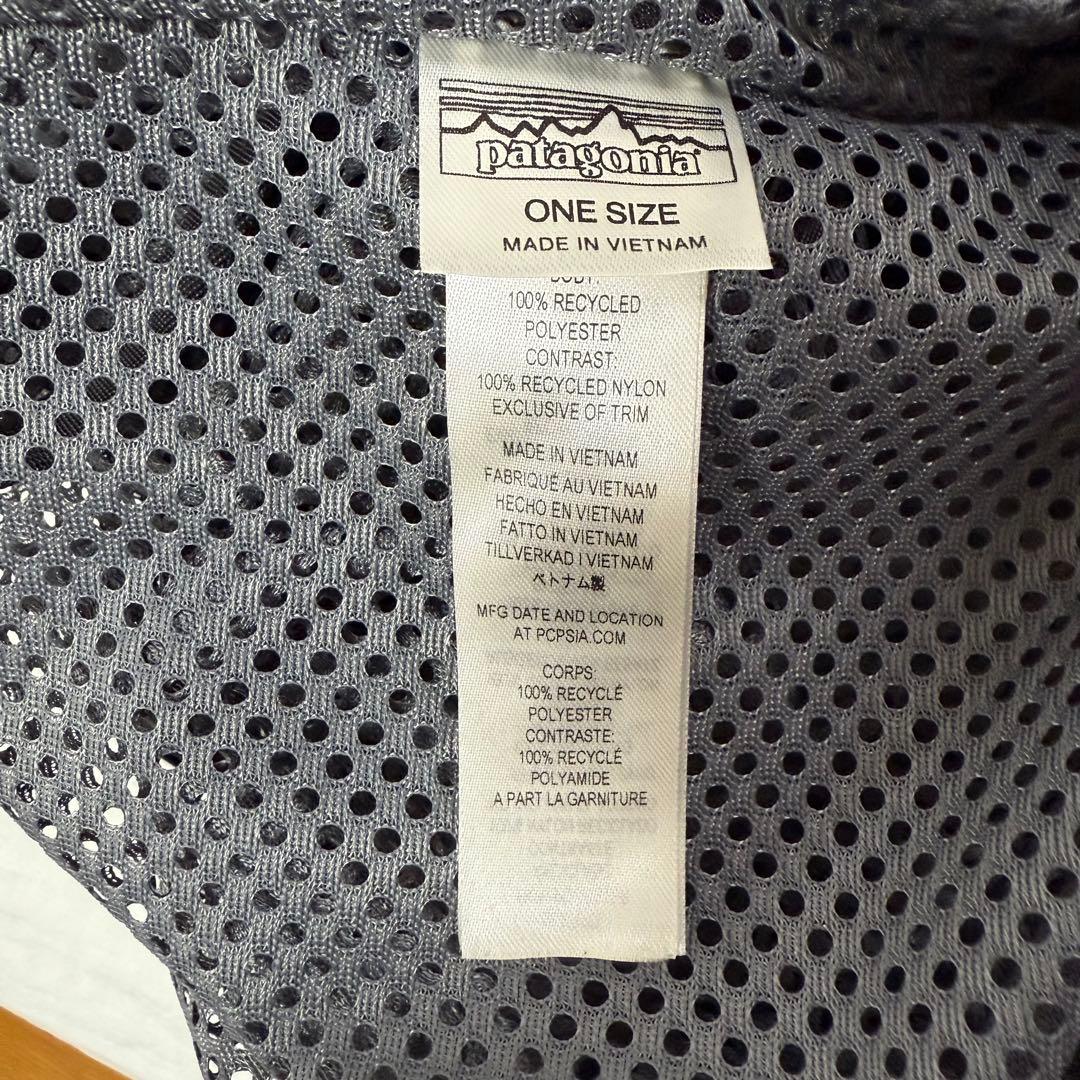 patagonia
ONE SIZE
MADE IN VIETNAM
BODY:
100% RECYCLED
POLYESTER
CONTRAST:
100% RECYCLED NYLON
EXCLUSIVE OF TRIM
MADE IN VIETNAM
FABRIQUÉ AU VIETNAM
HECHO EN VIETNAM
FATTO IN VIETNAM
TILLVERKAD I VIETNAM
ベトナム製
MFG DATE AND LOCATION
AT PCPSIA.COM
CORPS:
100% RECYCLÉ
POLYESTER
CONTRASTE:
100% RECYCLÉ
POLYAMIDE
A PART LA GARNITURE